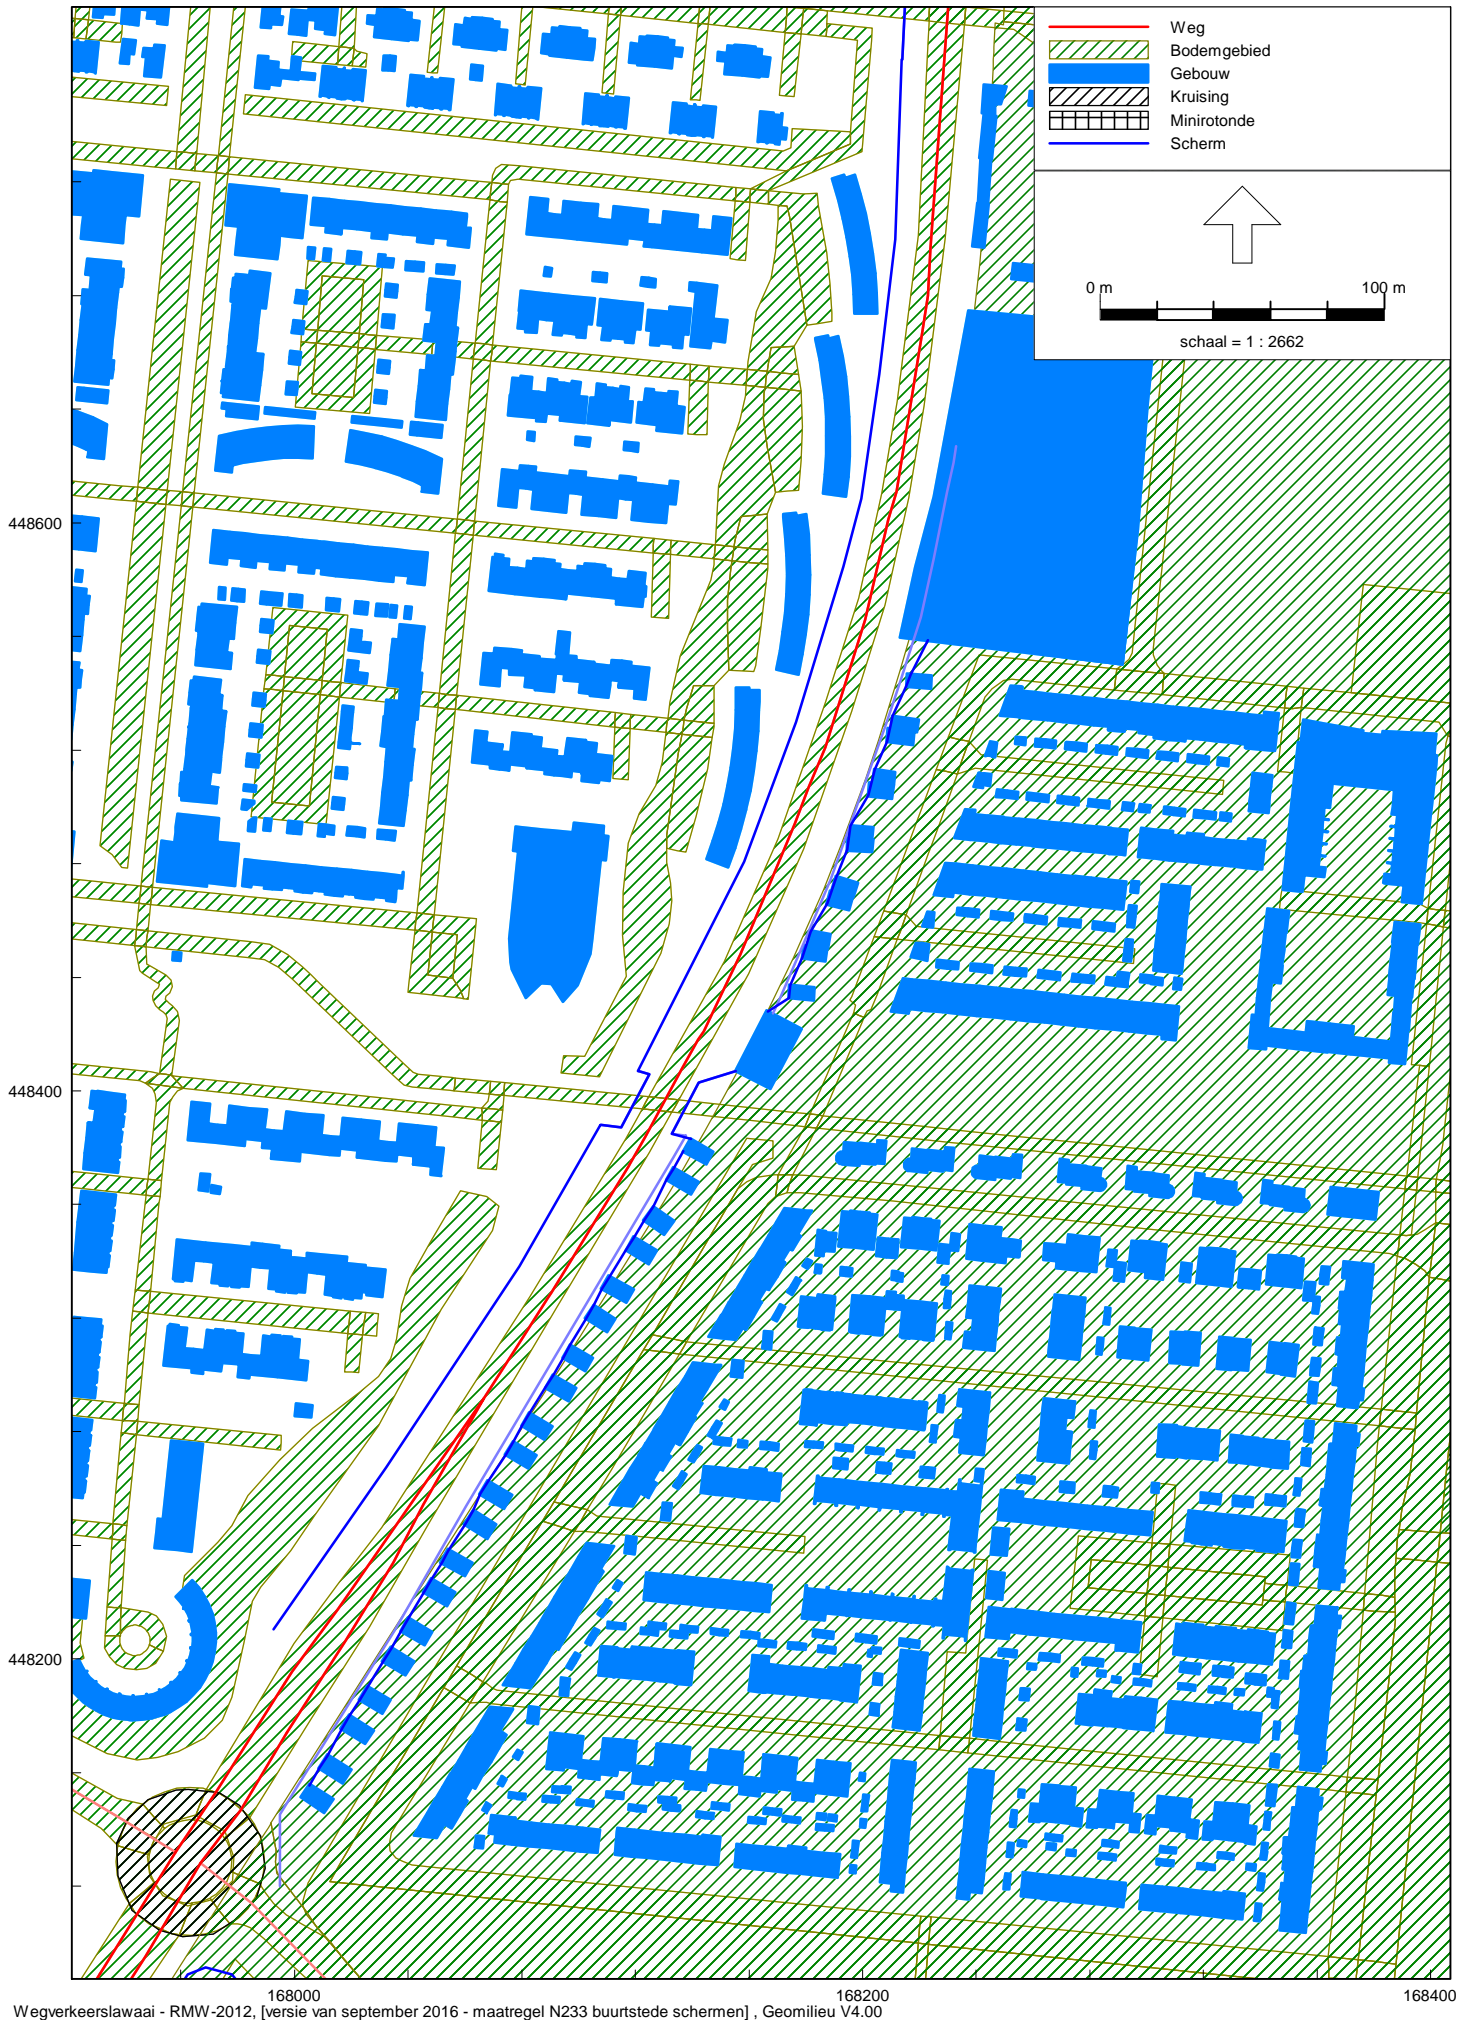 Weg
Bodemgebied
Gebouw
Kruising
Minirotonde
Scherm
0 m 100 m
schaal = 1 : 2662
448600
448400
448200
168000 168200 168400
Wegverkeerslawaai - RMW-2012, [versie van september 2016 - maatregel N233 buurtstede schermen] , Geomilieu V4.00